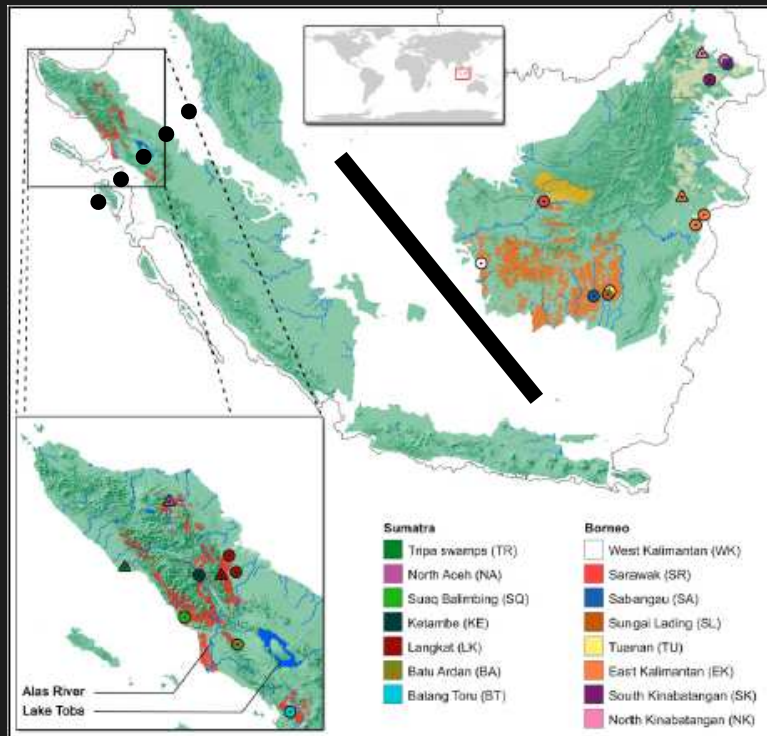 Sumatra
Tripa swamps (TR)
North Aceh (NA)
Suaq Balimbing (SQ)
Ketambe (KE)
Langkat (LK)
Batu Ardan (BA)
Batang Toru (BT)
Borneo
West Kalimantan (WK)
Sarawak (SR)
Sabangau (SA)
Sungai Lading (SL)
Tuanan (TU)
East Kalimantan (EK)
South Kinabatangan (SK)
North Kinabatangan (NK)
Alas River
Lake Toba